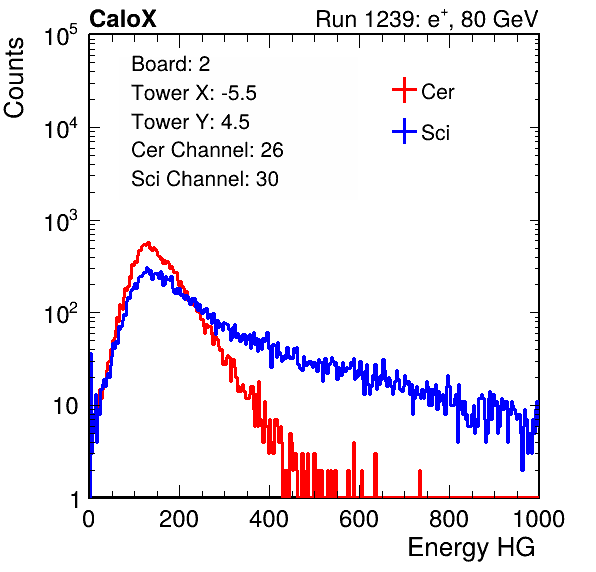 CaloX Run 1239: e⁺, 80 GeV
Counts
10⁵
10⁴
10³
10²
10
1
Board: 2
Tower X: -5.5
Tower Y: 4.5
Cer Channel: 26
Sci Channel: 30
Cer
Sci
0 200 400 600 800 1000
Energy HG